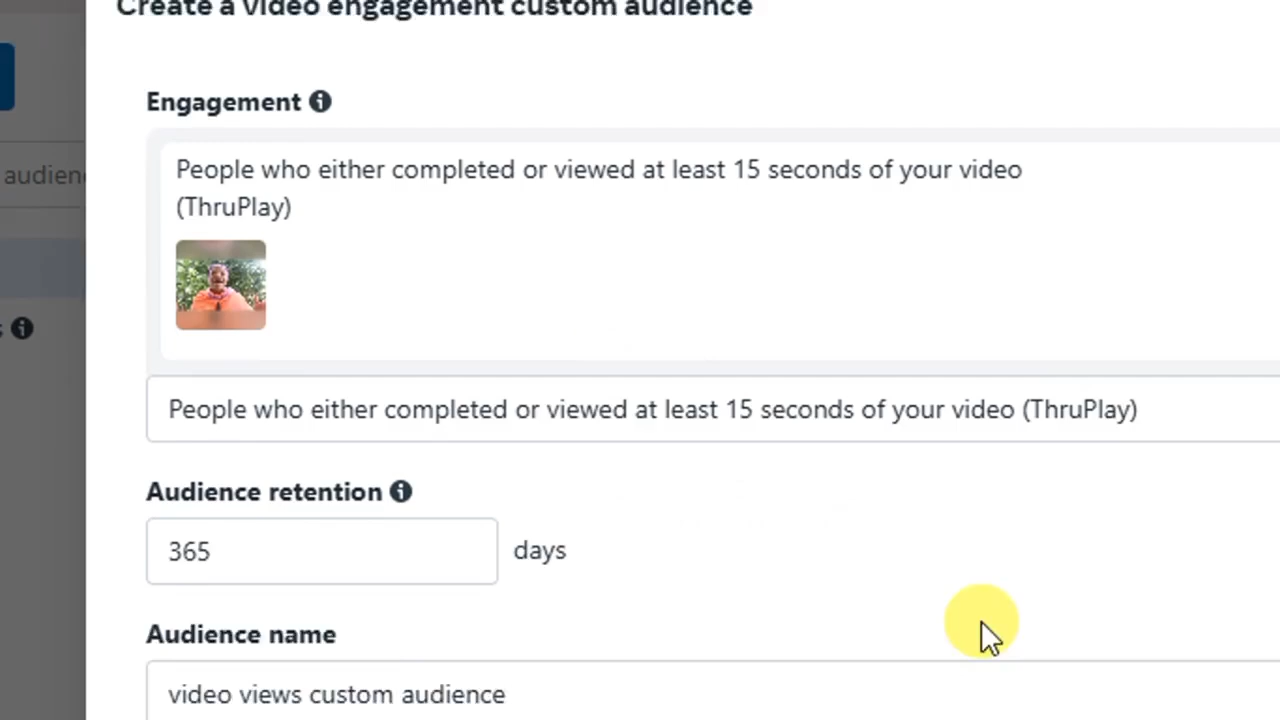 Create a video engagement custom audience
Engagement
People who either completed or viewed at least 15 seconds of your video
(ThruPlay)
audien
People who either completed or viewed at least 15 seconds of your video (ThruPlay)
Audience retention
365 days
Audience name
video views custom audience